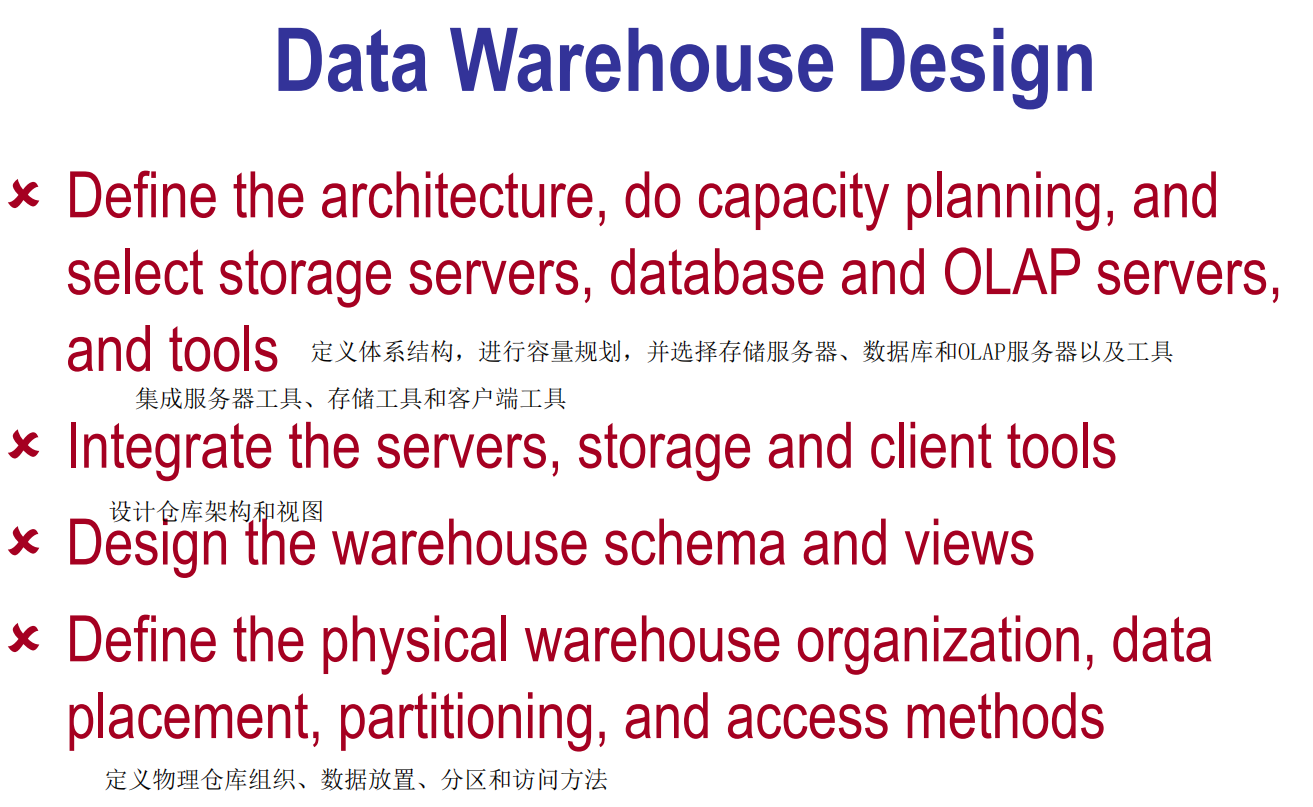 Data Warehouse Design
Define the architecture, do capacity planning, and
select storage servers, database and OLAP servers,
and tools 定义体系结构，进行容量规划，并选择存储服务器、数据库和OLAP服务器以及工具
集成服务器工具、存储工具和客户端工具
Integrate the servers, storage and client tools
设计仓库架构和视图
Design the warehouse schema and views
Define the physical warehouse organization, data
placement, partitioning, and access methods
定义物理仓库组织、数据放置、分区和访问方法